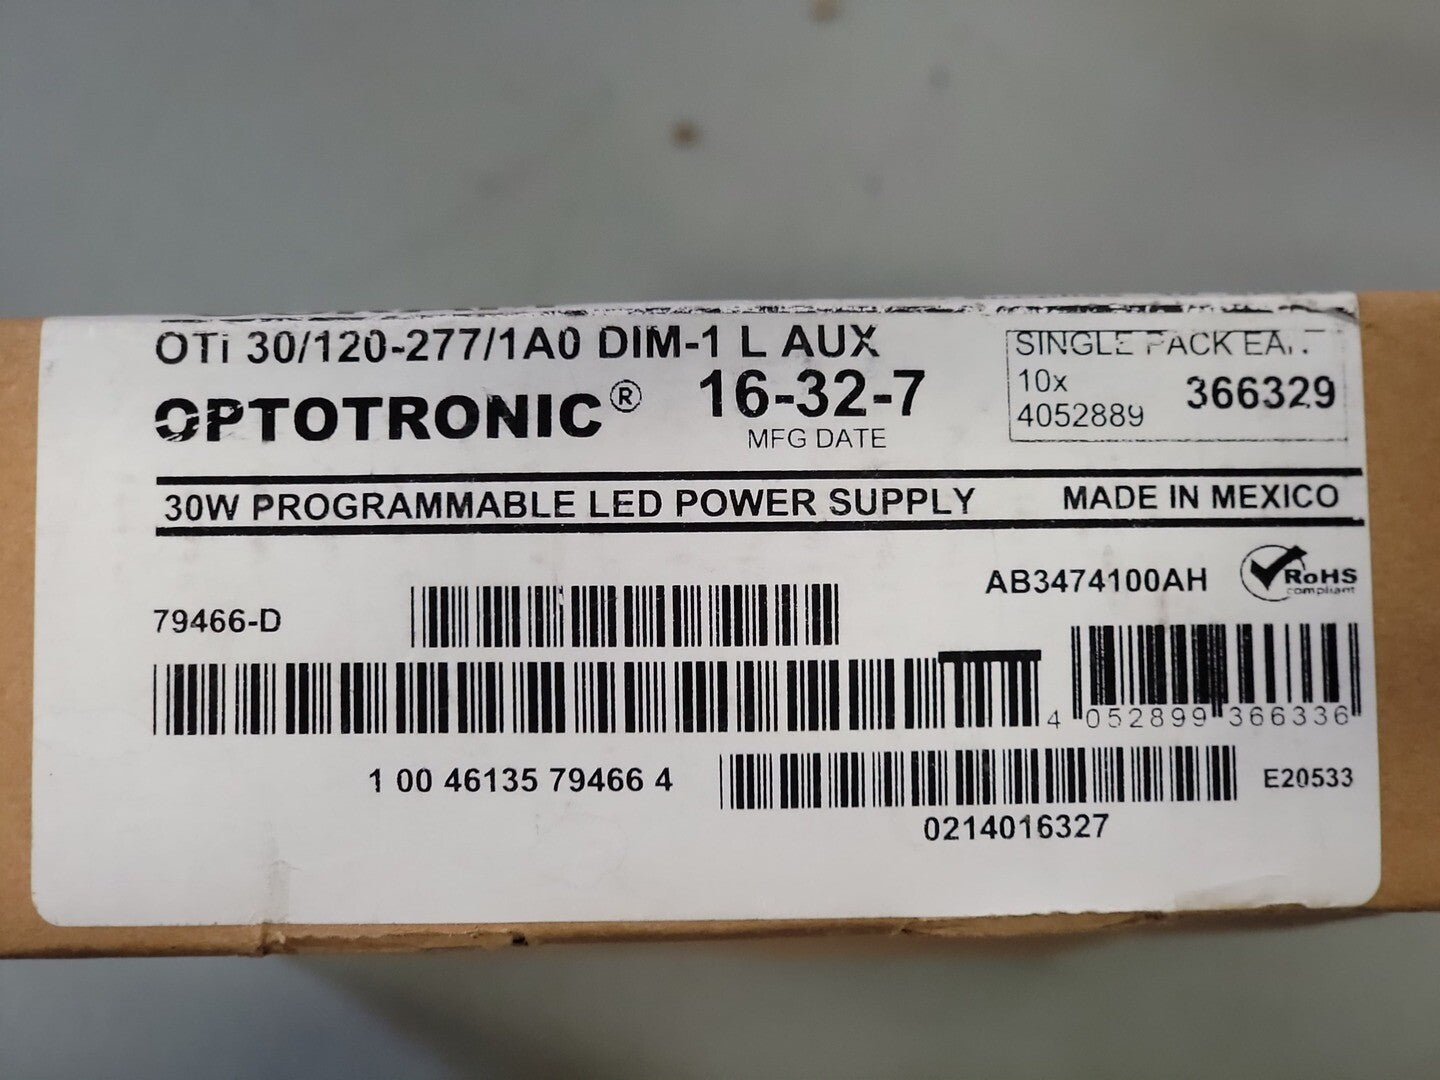 OTi 30/120-277/1A0 DIM-1 L AUX
OPTOTRONIC®
16-32-7
MFG DATE
SINGLE PACK
10x
4052889
366329
30W PROGRAMMABLE LED POWER SUPPLY
MADE IN MEXICO
79466-D
AB3474100AH
RoHS
compliant
4 052899 366336
1 00 46135 79466 4
E20533
0214016327